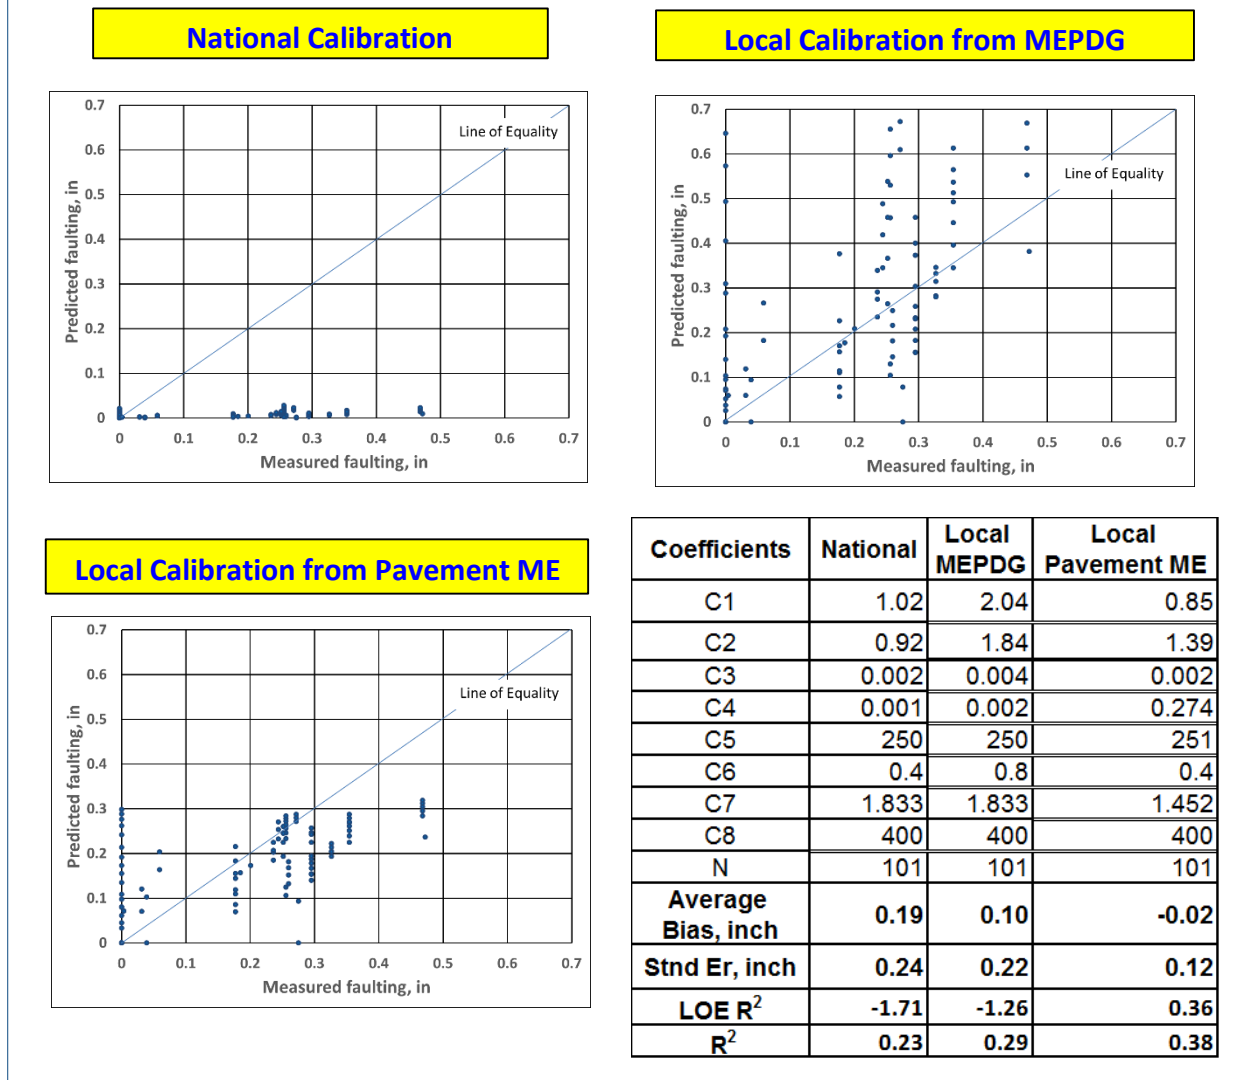 National Calibration
Local Calibration from MEPDG
0.7
0.6
0.5
0.4
0.3
0.2
0.1
0
Predicted faulting, in
Line of Equality
0 0.1 0.2 0.3 0.4 0.5 0.6 0.7
Measured faulting, in
0.7
0.6
0.5
0.4
0.3
0.2
0.1
0
Predicted faulting, in
Line of Equality
0 0.1 0.2 0.3 0.4 0.5 0.6 0.7
Measured faulting, in
Local Calibration from Pavement ME
0.7
0.6
0.5
0.4
0.3
0.2
0.1
0
Predicted faulting, in
Line of Equality
0 0.1 0.2 0.3 0.4 0.5 0.6 0.7
Measured faulting, in
Coefficients National Local MEPDG Local Pavement ME
C1 1.02 2.04 0.85
C2 0.92 1.84 1.39
C3 0.002 0.004 0.002
C4 0.001 0.002 0.274
C5 250 250 251
C6 0.4 0.8 0.4
C7 1.833 1.833 1.452
C8 400 400 400
N 101 101 101
Average Bias, inch 0.19 0.10 -0.02
Stnd Er, inch 0.24 0.22 0.12
LOE R² -1.71 -1.26 0.36
R² 0.23 0.29 0.38